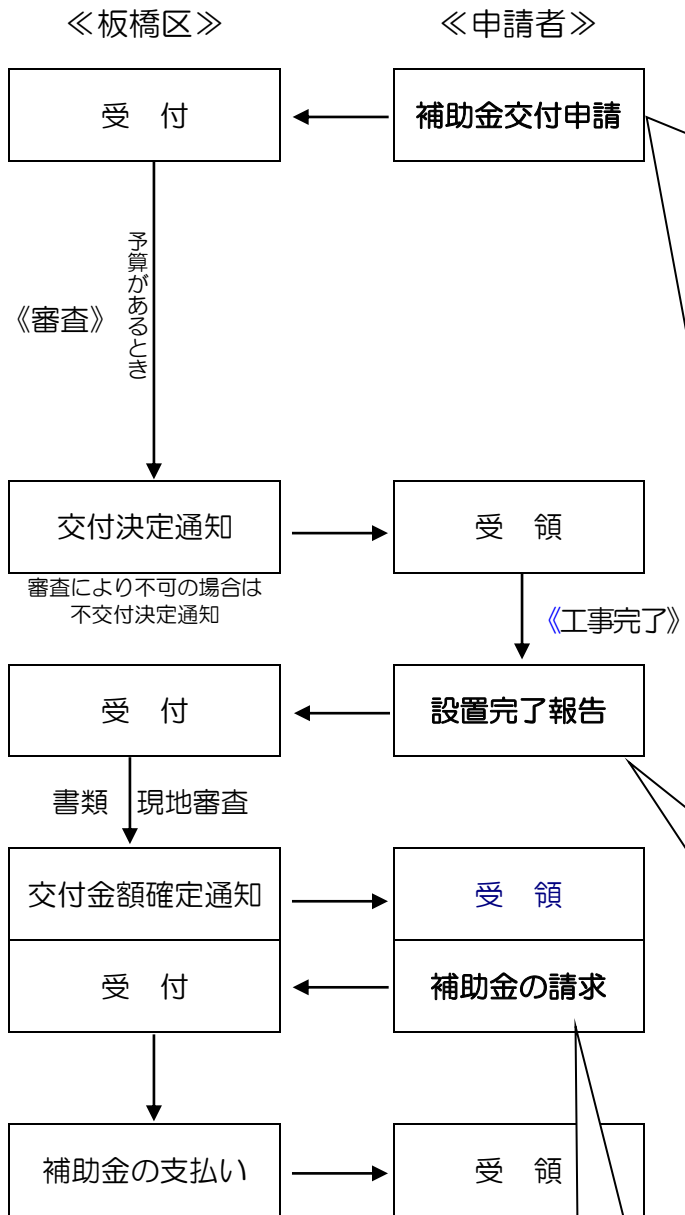 ≪板橋区≫ ≪申請者≫
受 付 補助金交付申請
予算があるとき
《審査》
交付決定通知 受 領
審査により不可の場合は
不交付決定通知
《工事完了》
受 付 設置完了報告
書類 現地審査
交付金額確定通知 受 領
受 付 補助金の請求
補助金の支払い 受 領